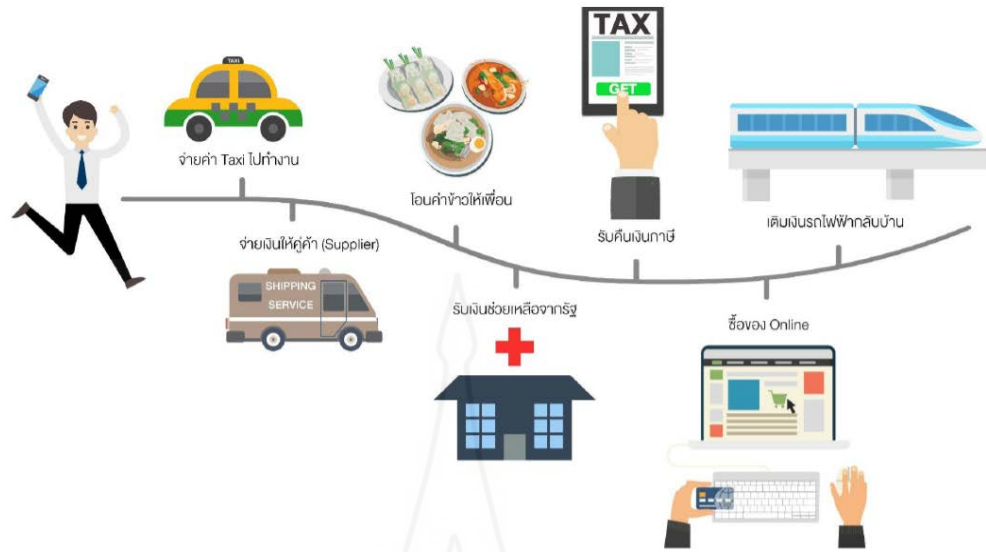 TAXI
จ่ายค่า Taxi ไปทำงาน
จ่ายเงินให้คู่ค้า (Supplier)
SHIPPING
SERVICE
โอนค่าข้าวให้เพื่อน
รับเงินช่วยเหลือจากรัฐ
TAX
GET
รับคืนเงินภาษี
ซื้อของ Online
เติมเงินรถไฟฟ้ากลับบ้าน